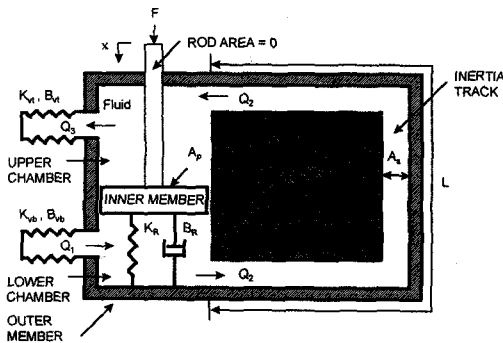 F
x
ROD AREA = 0
INERTIA
TRACK
Kvt , Bvt
Fluid
Q2
Q3
UPPER
CHAMBER
Ap
As
L
INNER MEMBER
Kvb, Bvb
KR
BR
Q1
Q2
LOWER
CHAMBER
OUTER
MEMBER